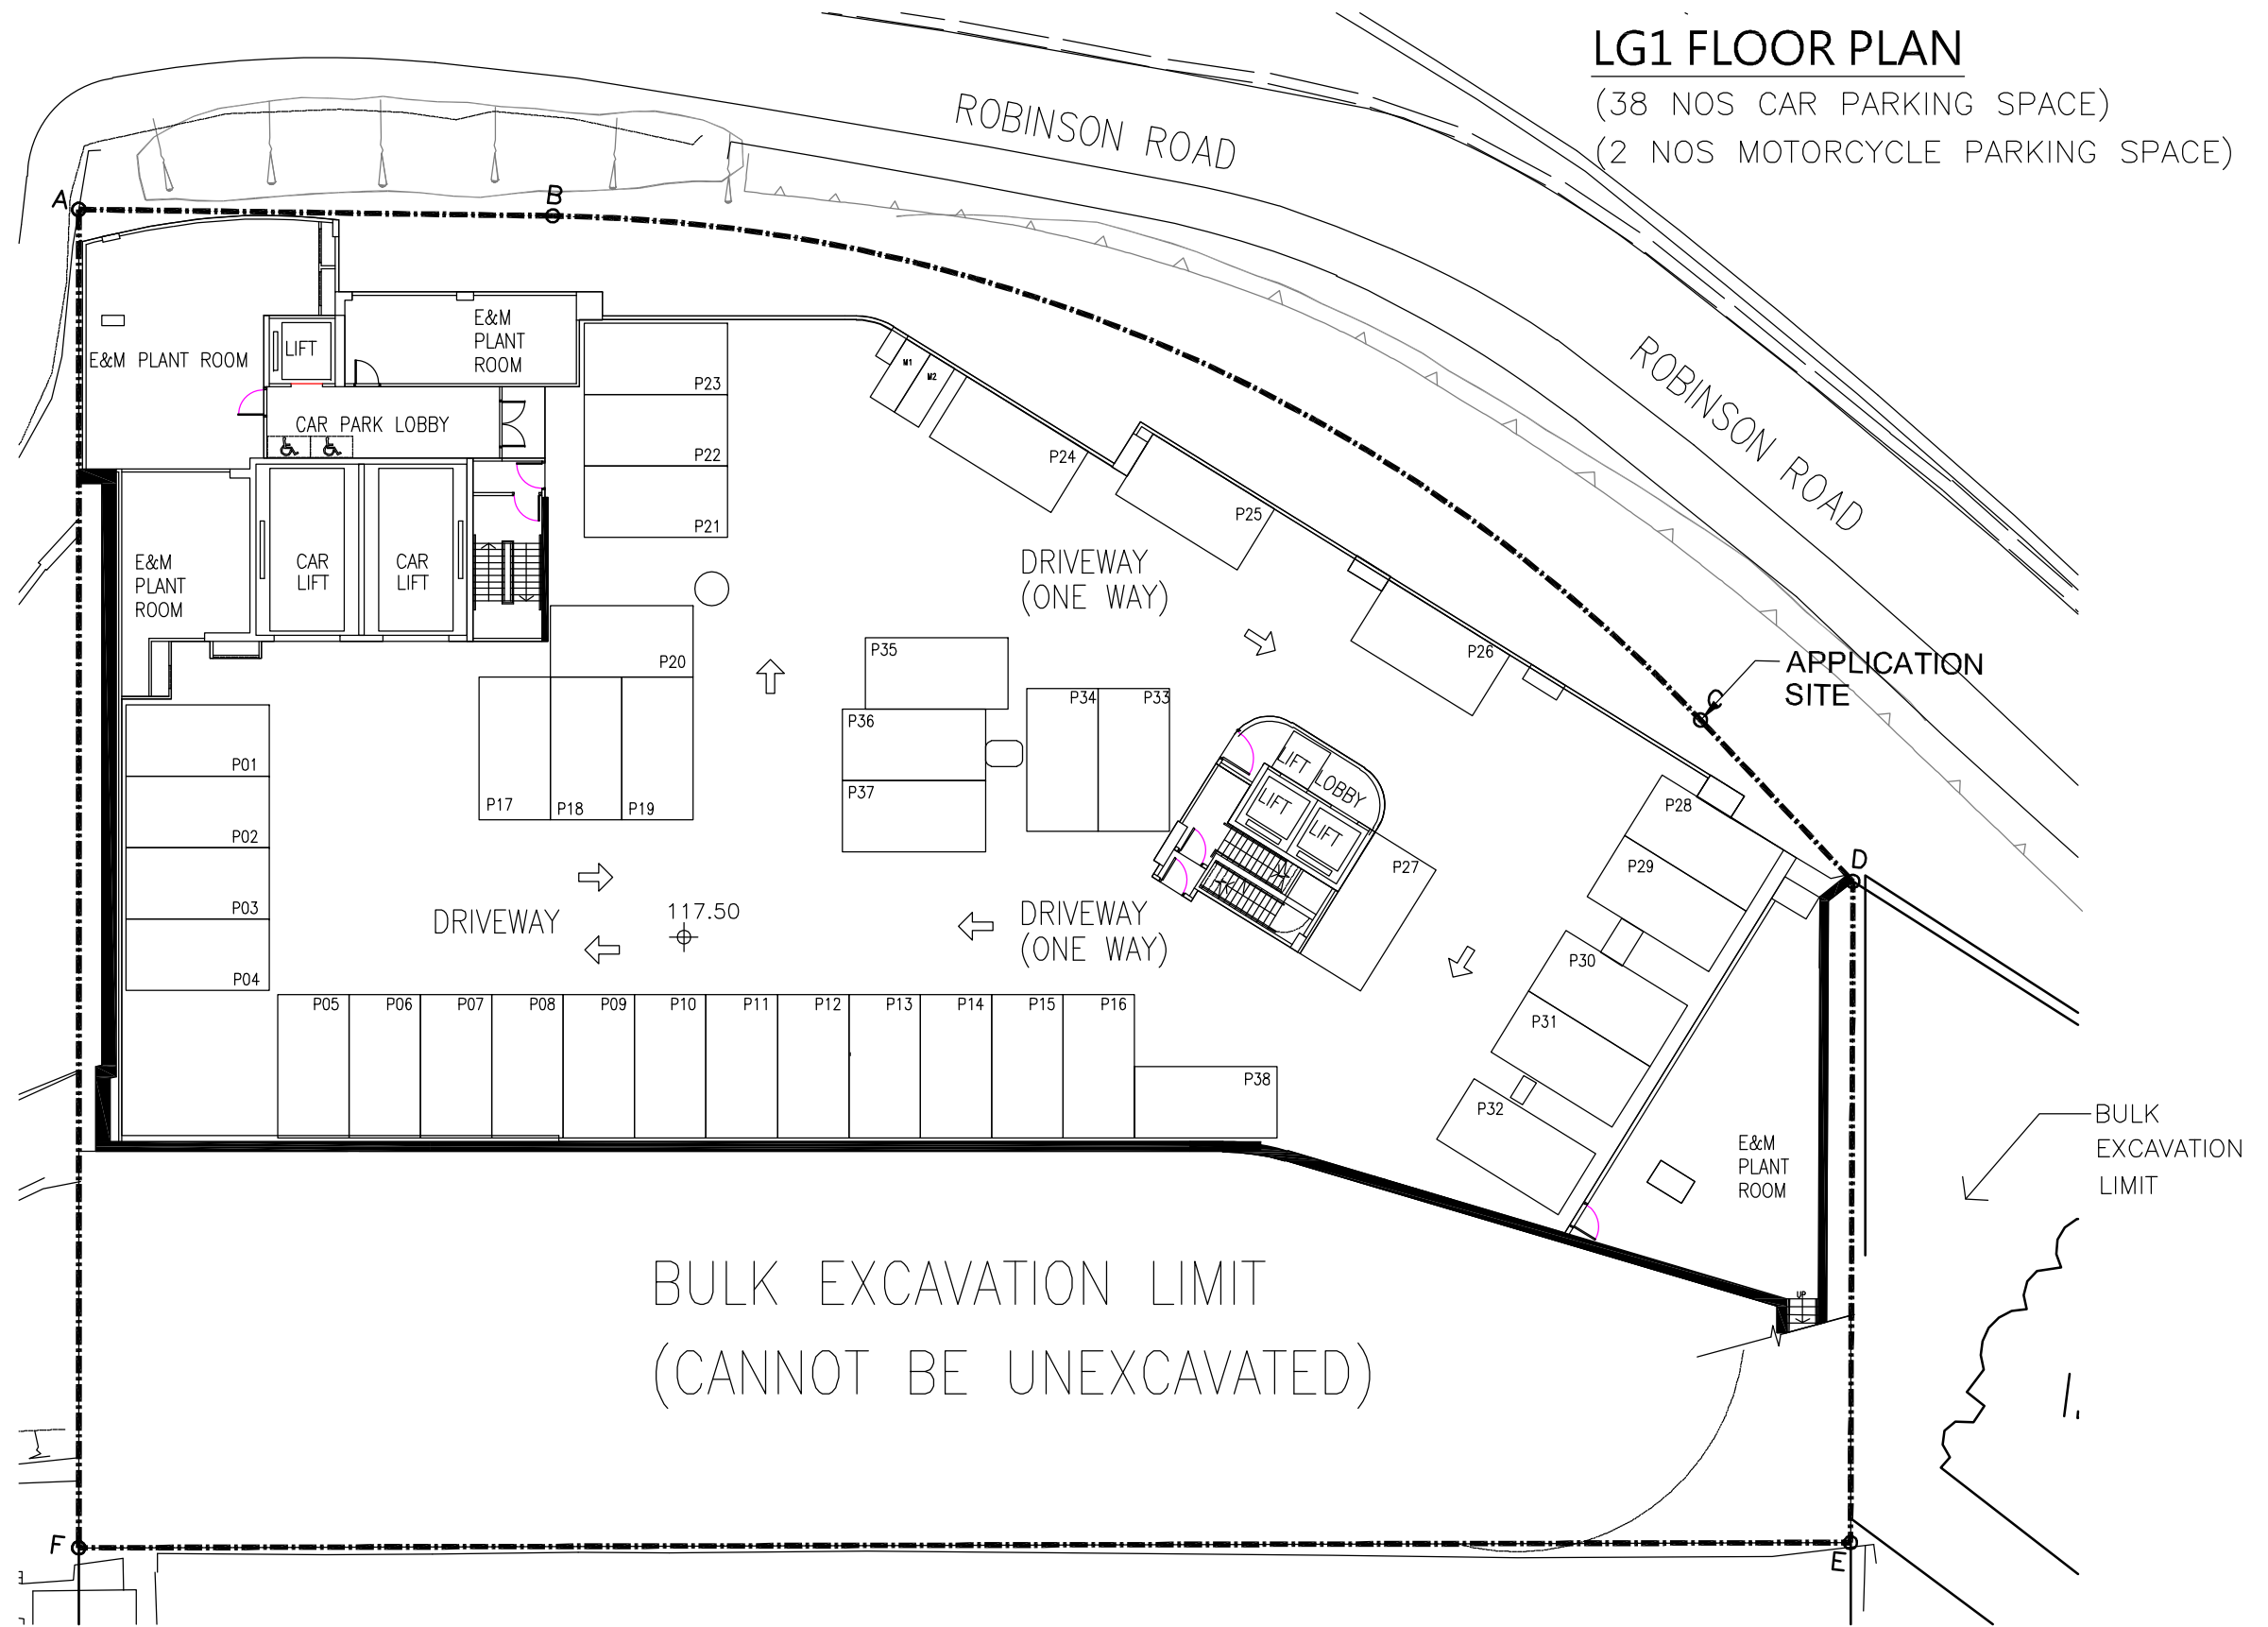 LG1 FLOOR PLAN
(38 NOS CAR PARKING SPACE)
(2 NOS MOTORCYCLE PARKING SPACE)
ROBINSON ROAD
ROBINSON ROAD
A
B
C
D
E
F
APPLICATION
SITE
E&M PLANT ROOM
LIFT
E&M
PLANT
ROOM
CAR PARK LOBBY
E&M
PLANT
ROOM
CAR
LIFT
CAR
LIFT
P23
P22
P21
M1
M2
P24
P25
P26
DRIVEWAY
(ONE WAY)
P20
P17
P18
P19
P35
P36
P37
P34
P33
LIFT LOBBY
LIFT
LIFT
P27
P28
P29
P30
P31
P32
P01
P02
P03
P04
DRIVEWAY
117.50
DRIVEWAY
(ONE WAY)
P05
P06
P07
P08
P09
P10
P11
P12
P13
P14
P15
P16
P38
E&M
PLANT
ROOM
UP
BULK
EXCAVATION
LIMIT
BULK EXCAVATION LIMIT
(CANNOT BE UNEXCAVATED)